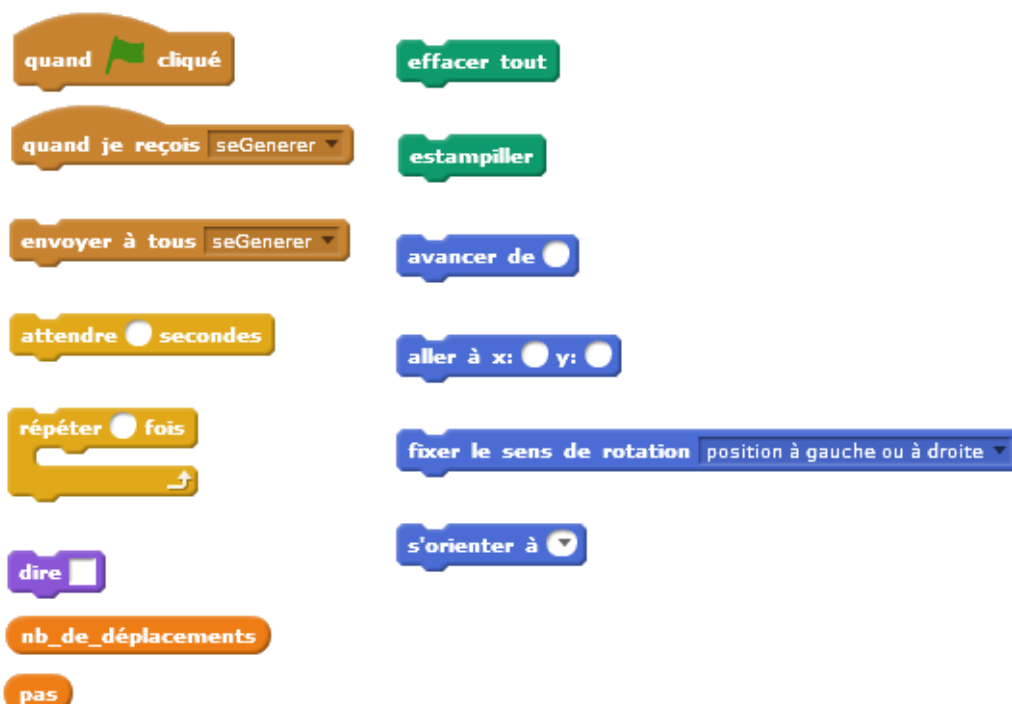 quand cliqué
quand je reçois seGenerer
envoyer à tous seGenerer
attendre secondes
répéter fois
dire
nb_de_déplacements
pas
effacer tout
estampiller
avancer de
aller à x: y:
fixer le sens de rotation position à gauche ou à droite
s'orienter à